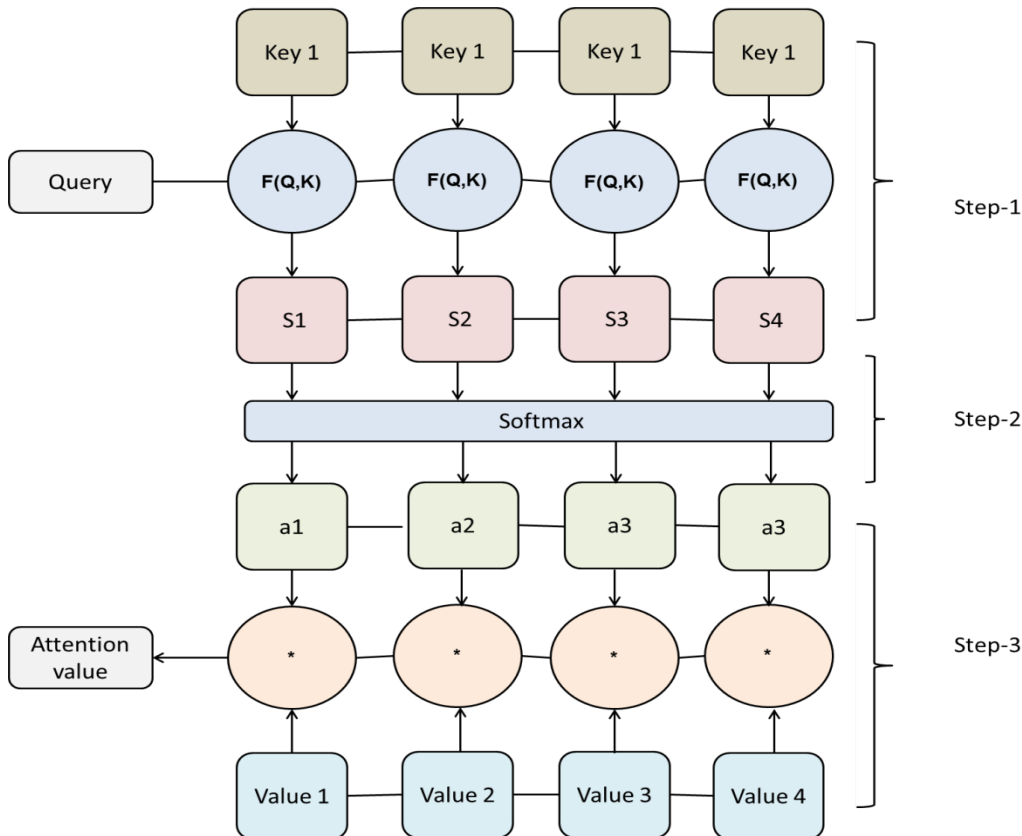 Key 1
Key 1
Key 1
Key 1
Query
F(Q,K)
F(Q,K)
F(Q,K)
F(Q,K)
Step-1
S1
S2
S3
S4
Softmax
Step-2
a1
a2
a3
a3
Attention
value
*
*
*
*
Step-3
Value 1
Value 2
Value 3
Value 4